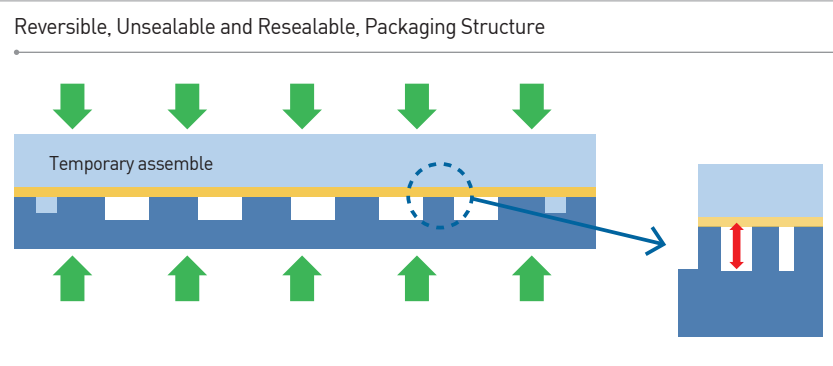 Reversible, Unsealable and Resealable, Packaging Structure
Temporary assemble